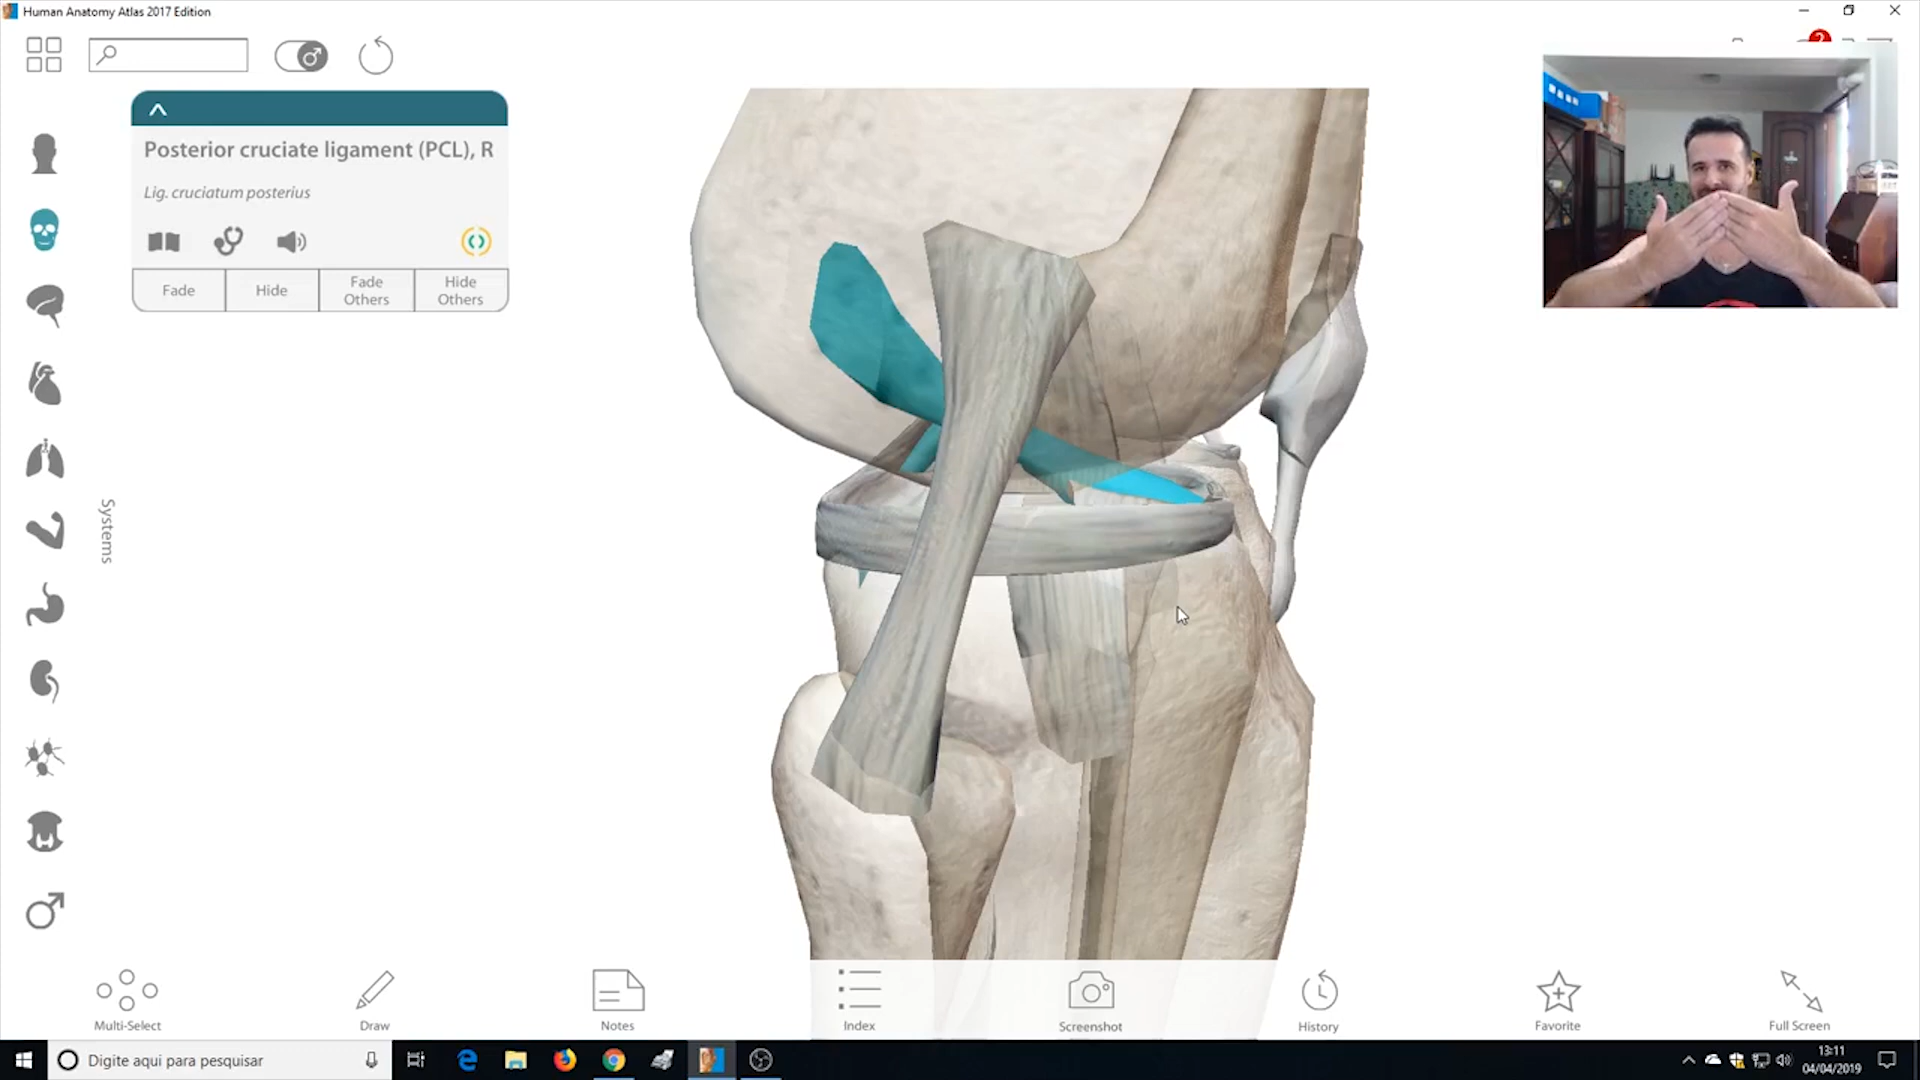 Human Anatomy Atlas 2017 Edition
2
Posterior cruciate ligament (PCL), R
Lig. cruciatum posterius
Fade
Hide
Fade
Others
Hide
Others
Systems
Multi-Select
Draw
Notes
Index
Screenshot
History
Favorite
Full Screen
Digite aqui para pesquisar
13:11
04/04/2019